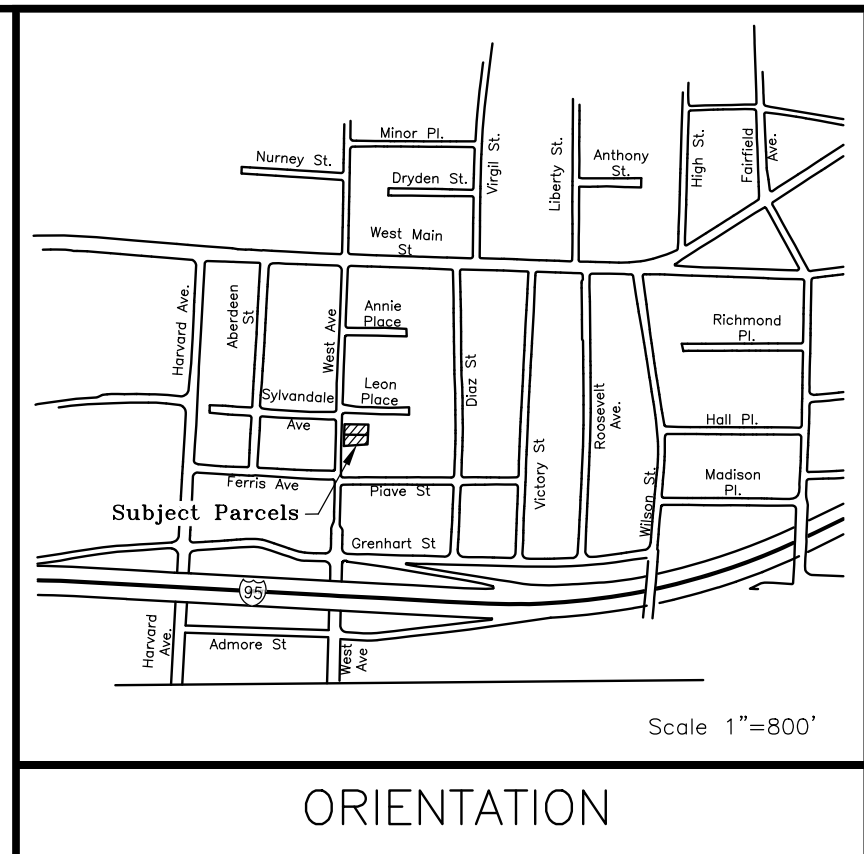 Minor Pl.
Nurney St.
Dryden St.
Virgil St.
Liberty St.
Anthony
St.
High St.
Fairfield
Ave.
West Main
St
Harvard Ave.
Aberdeen
St
West Ave
Annie
Place
Diaz St
Richmond
Pl.
Sylvandale
Ave
Leon
Place
Roosevelt
Ave.
Hall Pl.
Victory St
Ferris Ave
Piave St
Madison
Pl.
Wilson St.
Subject Parcels
Grenhart St
95
Harvard
Ave.
Admore St
West
Ave
Scale 1"=800'
ORIENTATION